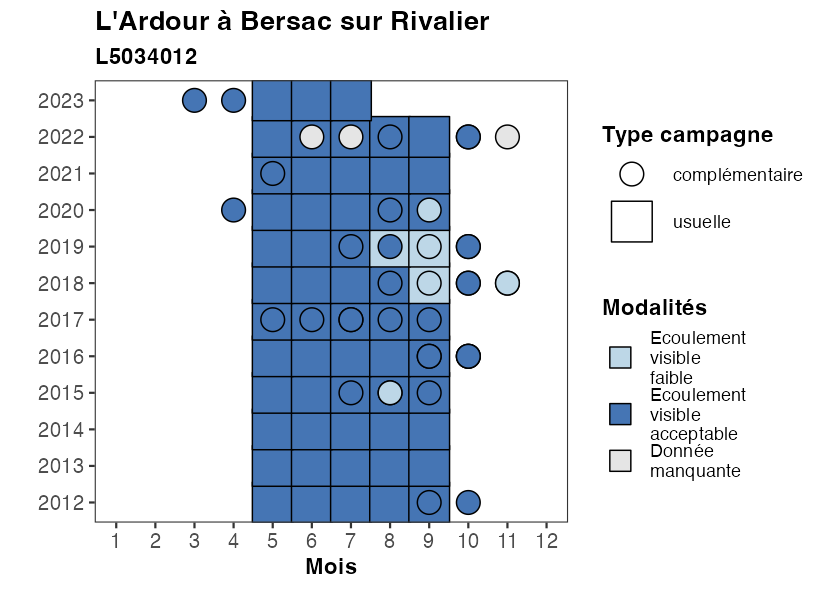 L'Ardour à Bersac sur Rivalier
L5034012
2023
2022
2021
2020
2019
2018
2017
2016
2015
2014
2013
2012
1 2 3 4 5 6 7 8 9 10 11 12
Mois
Type campagne
complémentaire
usuelle
Modalités
Ecoulement
visible
faible
Ecoulement
visible
acceptable
Donnée
manquante